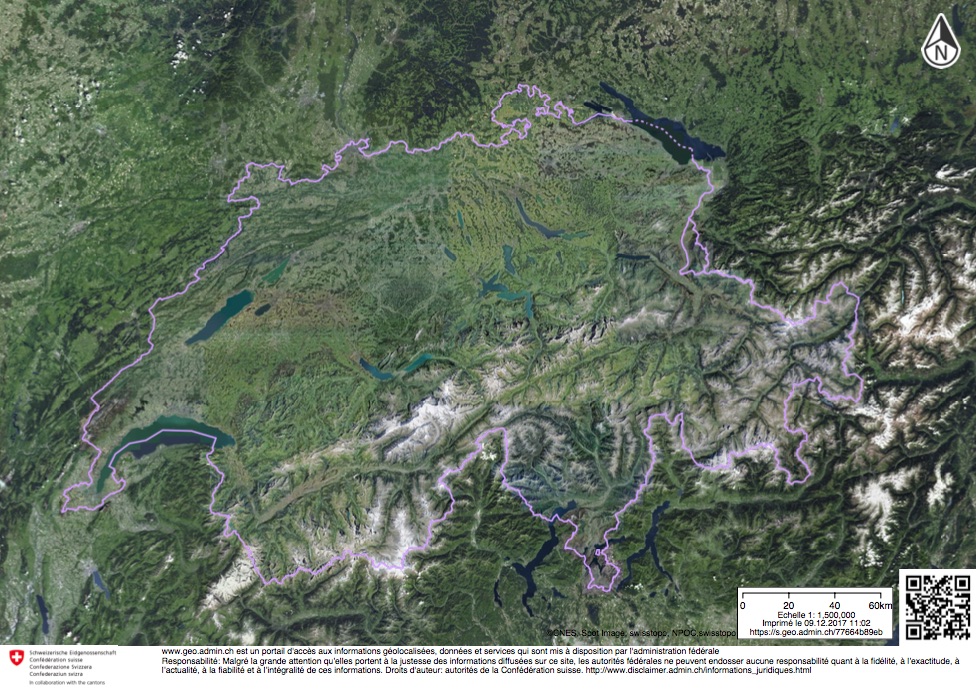 N
0 20 40 60km
Echelle 1: 1,500,000
Imprimé le 09.12.2017 11:02
https://s.geo.admin.ch/77664b89eb
©CNES, Spot Image, swisstopo, NPOC,swisstopo
Schweizerische Eidgenossenschaft
Confédération suisse
Confederazione Svizzera
Confederaziun svizra
In collaboration with the cantons
www.geo.admin.ch est un portail d'accès aux informations géolocalisées, données et services qui sont mis à disposition par l'administration fédérale
Responsabilité: Malgré la grande attention qu'elles portent à la justesse des informations diffusées sur ce site, les autorités fédérales ne peuvent endosser aucune responsabilité quant à la fidélité, à l'exactitude, à
l'actualité, à la fiabilité et à l'intégralité de ces informations. Droits d'auteur: autorités de la Confédération suisse. http://www.disclaimer.admin.ch/informations_juridiques.html